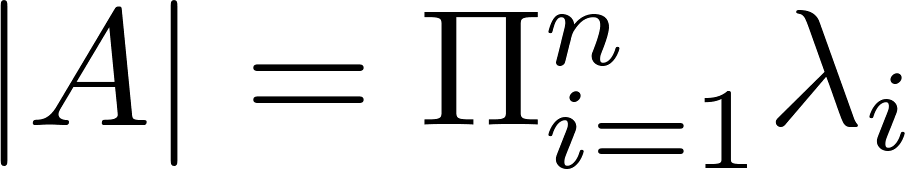 |A| = Π_{i=1}^{n} λ_i